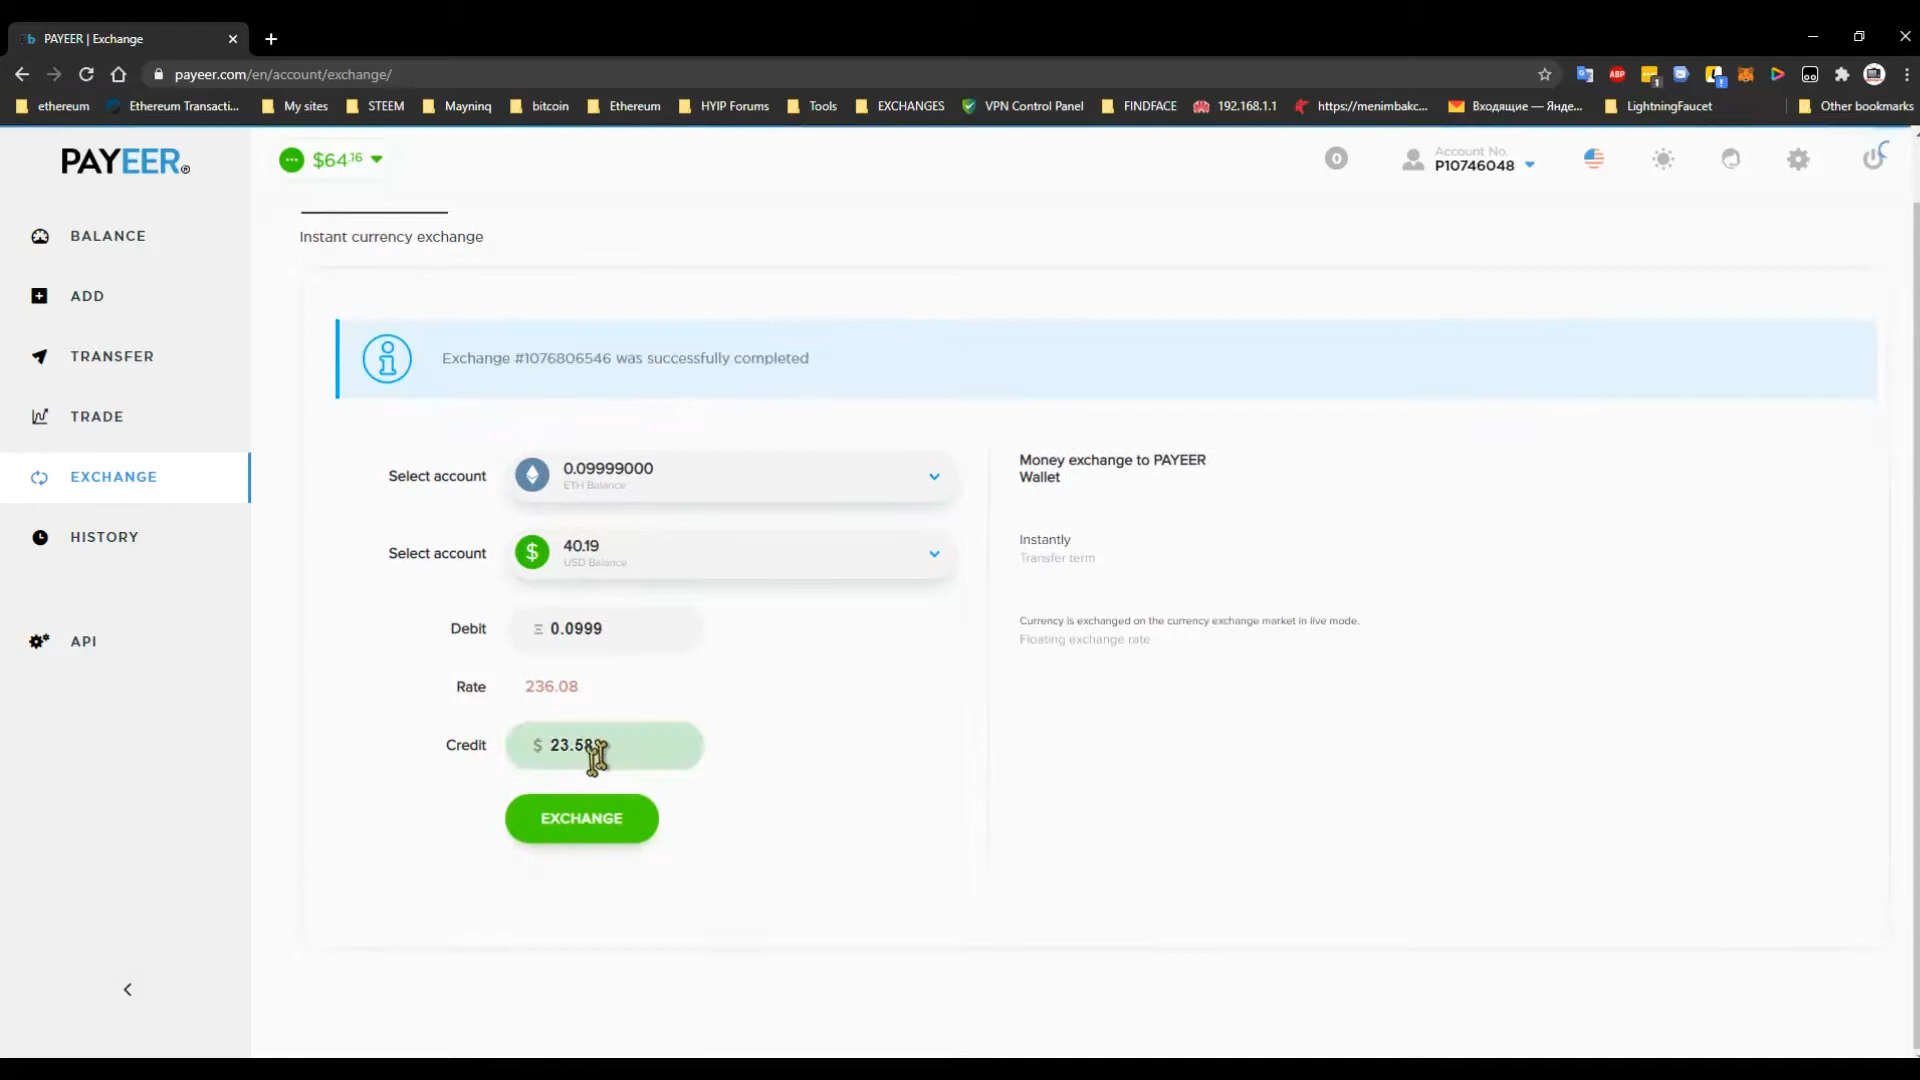 PAYEER | Exchange
payeer.com/en/account/exchange/
ABP
1
ethereum Ethereum Transacti... My sites STEEM Mayninq bitcoin Ethereum HYIP Forums Tools EXCHANGES VPN Control Panel FINDFACE 192.168.1.1 https://menimbakc... Входящие — Янде... LightningFaucet Other bookmarks
PAYEER®
$64.16
0
Account No.
P10746048
BALANCE
ADD
TRANSFER
TRADE
EXCHANGE
HISTORY
API
Instant currency exchange
Exchange #1076806546 was successfully completed
Select account
0.09999000
ETH Balance
Select account
$
40.19
USD Balance
Debit
Ξ 0.0999
Rate
236.08
Credit
$ 23.58
EXCHANGE
Money exchange to PAYEER
Wallet
Instantly
Transfer term
Currency is exchanged on the currency exchange market in live mode.
Floating exchange rate